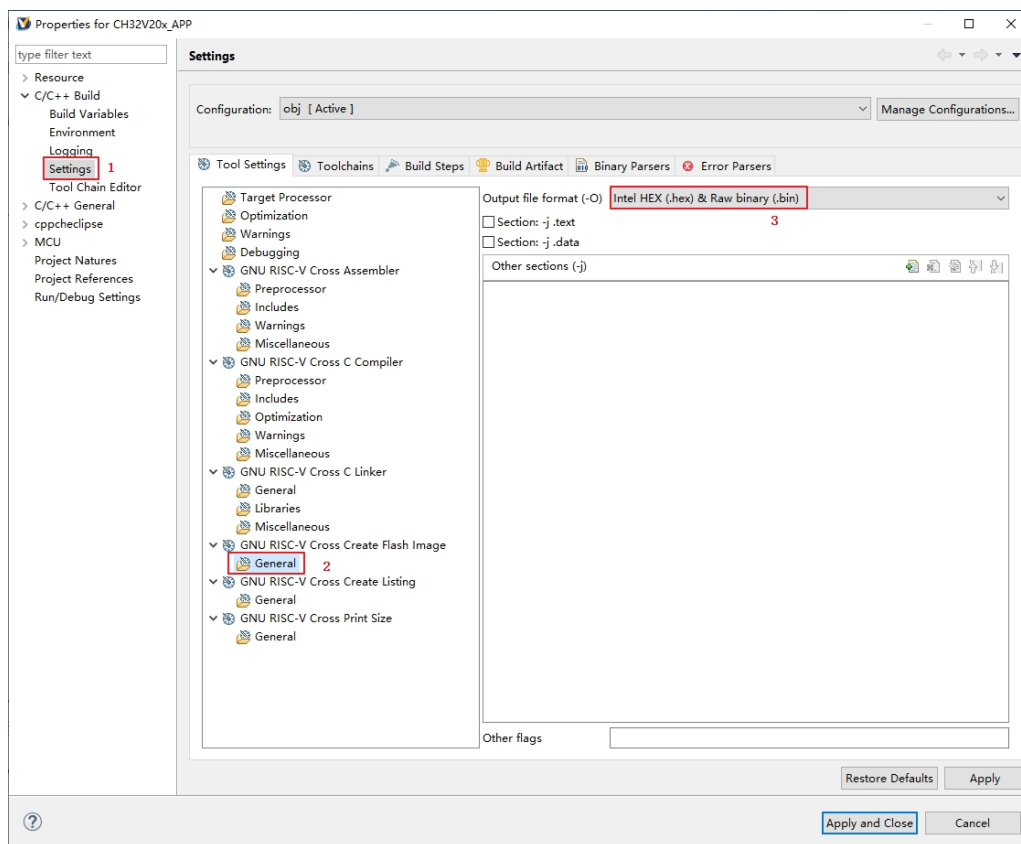 Properties for CH32V20x_APP
type filter text
Resource
C/C++ Build
Build Variables
Environment
Logging
Settings 1
Tool Chain Editor
C/C++ General
cppcheclipse
MCU
Project Natures
Project References
Run/Debug Settings
Settings
Configuration: obj [ Active ] Manage Configurations...
Tool Settings Toolchains Build Steps Build Artifact Binary Parsers Error Parsers
Target Processor
Optimization
Warnings
Debugging
GNU RISC-V Cross Assembler
Preprocessor
Includes
Warnings
Miscellaneous
GNU RISC-V Cross C Compiler
Preprocessor
Includes
Optimization
Warnings
Miscellaneous
GNU RISC-V Cross C Linker
General
Libraries
Miscellaneous
GNU RISC-V Cross Create Flash Image
General 2
GNU RISC-V Cross Create Listing
General
GNU RISC-V Cross Print Size
General
Output file format (-O) Intel HEX (.hex) & Raw binary (.bin)
3
Section: -j .text
Section: -j .data
Other sections (-j)
Other flags
Restore Defaults Apply
? Apply and Close Cancel